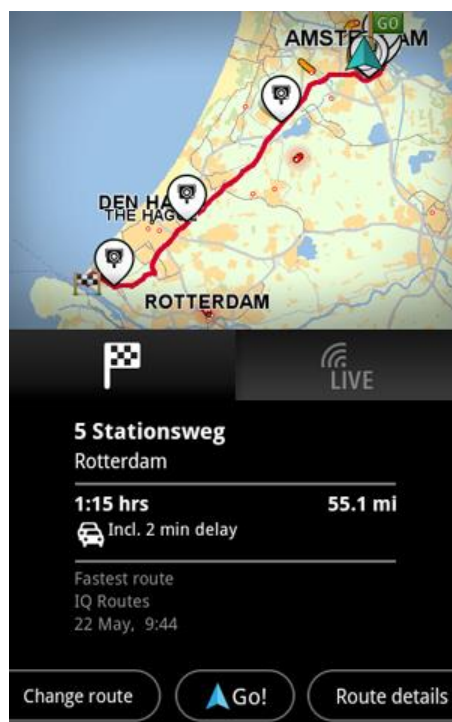 GO
AMSTERDAM
DEN HAAG
THE HAGUE
ROTTERDAM
LIVE
5 Stationsweg
Rotterdam
1:15 hrs 55.1 mi
Incl. 2 min delay
Fastest route
IQ Routes
22 May, 9:44
Change route Go! Route details